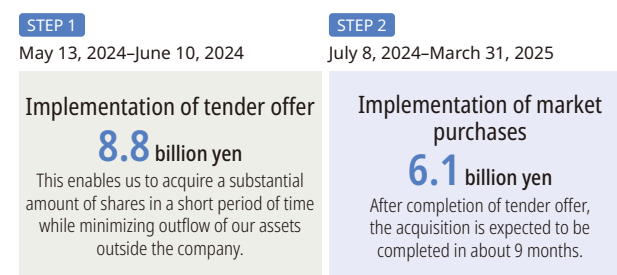 STEP 1
May 13, 2024–June 10, 2024
Implementation of tender offer
8.8 billion yen
This enables us to acquire a substantial
amount of shares in a short period of time
while minimizing outflow of our assets
outside the company.
STEP 2
July 8, 2024–March 31, 2025
Implementation of market
purchases
6.1 billion yen
After completion of tender offer,
the acquisition is expected to be
completed in about 9 months.